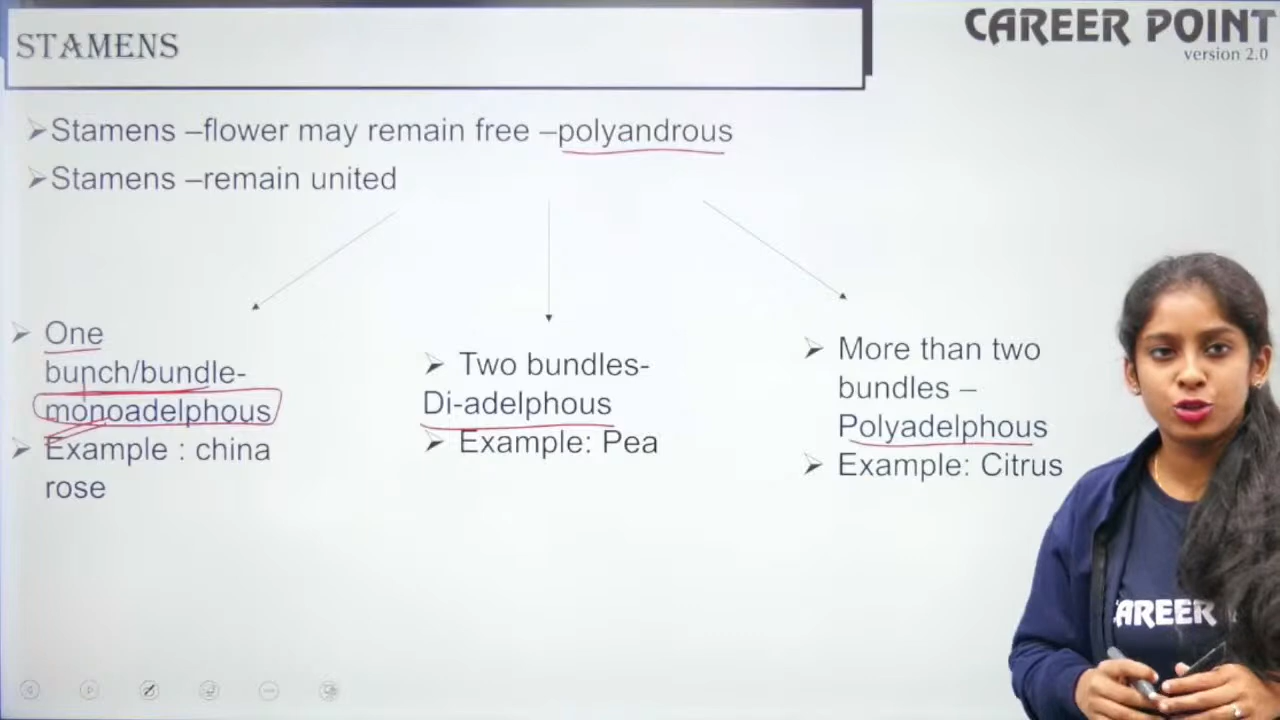 STAMENS
CAREER POINT
version 2.0
➢Stamens –flower may remain free –polyandrous
➢Stamens –remain united
➢ One
bunch/bundle-
monoadelphous
➢ Example : china
rose
➢ Two bundles-
Di-adelphous
➢ Example: Pea
➢ More than two
bundles –
Polyadelphous
➢ Example: Citrus
AREER